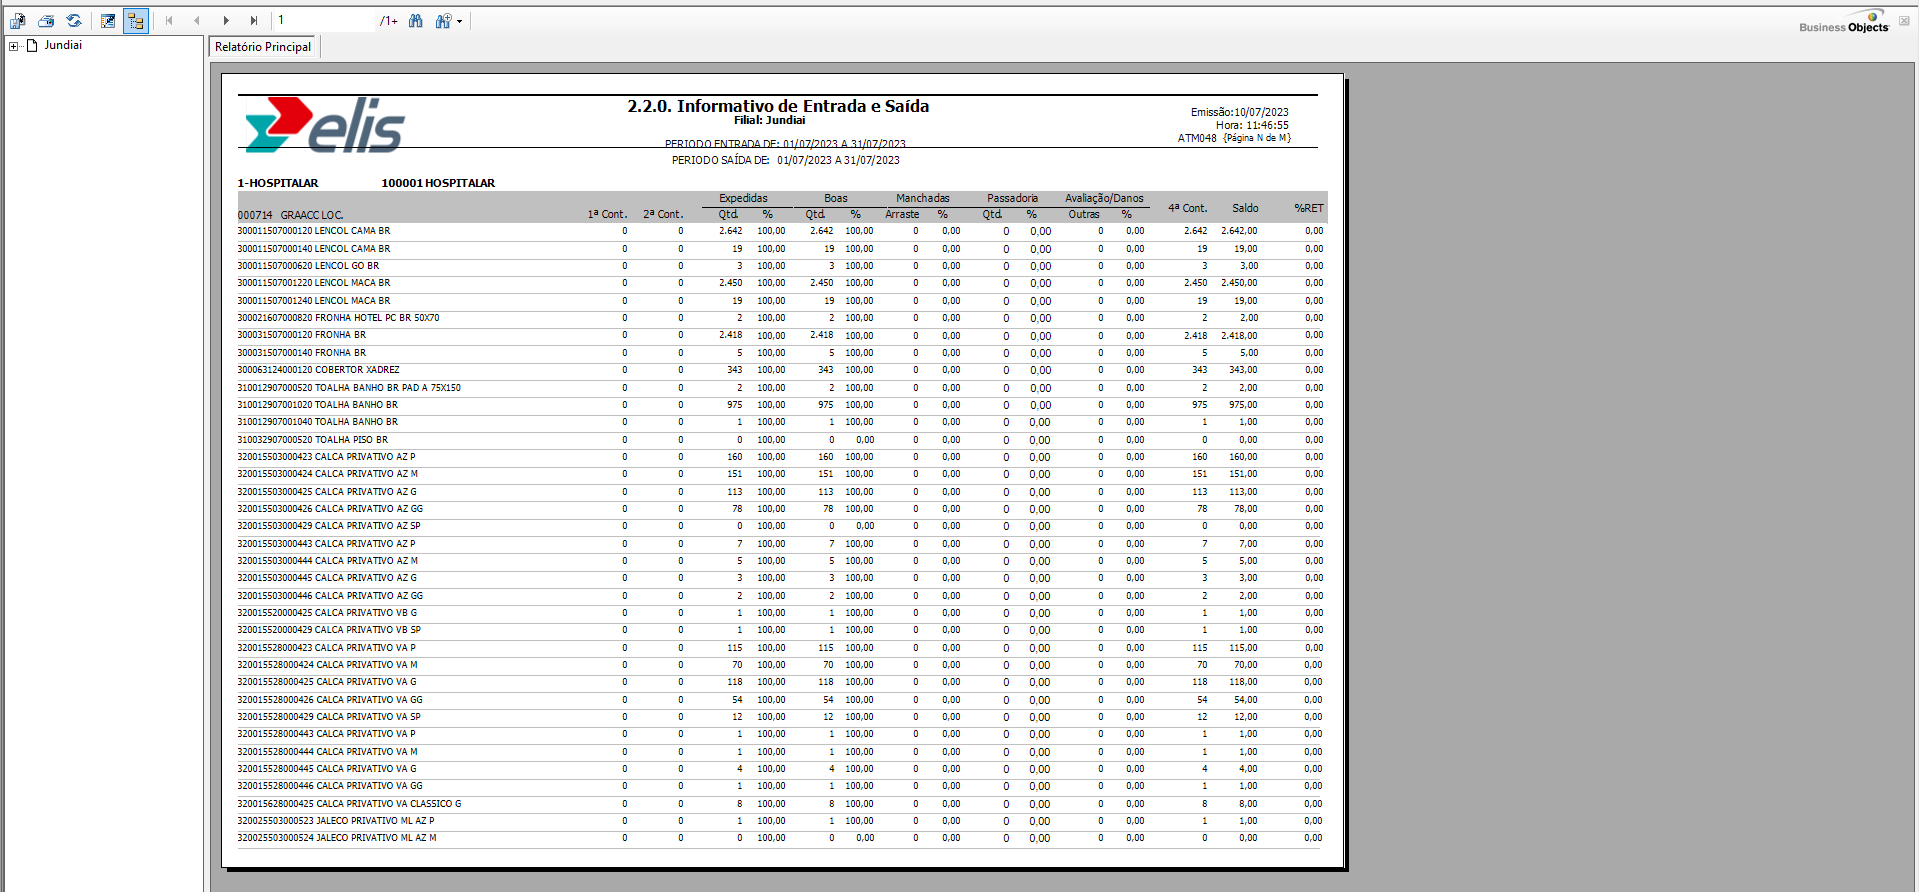 1 /1+
Business Objects
Jundiai
Relatório Principal
elis
2.2.0. Informativo de Entrada e Saída
Filial: Jundiai
Emissão:10/07/2023
Hora: 11:46:55
ATM048 {Página N de M}
PERIODO ENTRADA DE: 01/07/2023 A 31/07/2023
PERIODO SAÍDA DE: 01/07/2023 A 31/07/2023
1-HOSPITALAR 100001 HOSPITALAR
Expedidas Boas Manchadas Passadoria Avaliação/Danos
000714 GRAACC LOC. 1ª Cont. 2ª Cont. Qtd. % Qtd. % Arraste % Qtd. % Outras % 4ª Cont. Saldo %RET
300011507000120 LENCOL CAMA BR 0 0 2.642 100,00 2.642 100,00 0 0,00 0 0,00 0 0,00 2.642 2.642,00 0,00
300011507000140 LENCOL CAMA BR 0 0 19 100,00 19 100,00 0 0,00 0 0,00 0 0,00 19 19,00 0,00
300011507000620 LENCOL GO BR 0 0 3 100,00 3 100,00 0 0,00 0 0,00 0 0,00 3 3,00 0,00
300011507001220 LENCOL MACA BR 0 0 2.450 100,00 2.450 100,00 0 0,00 0 0,00 0 0,00 2.450 2.450,00 0,00
300011507001240 LENCOL MACA BR 0 0 19 100,00 19 100,00 0 0,00 0 0,00 0 0,00 19 19,00 0,00
300021607000820 FRONHA HOTEL PC BR 50X70 0 0 2 100,00 2 100,00 0 0,00 0 0,00 0 0,00 2 2,00 0,00
300031507000120 FRONHA BR 0 0 2.418 100,00 2.418 100,00 0 0,00 0 0,00 0 0,00 2.418 2.418,00 0,00
300031507000140 FRONHA BR 0 0 5 100,00 5 100,00 0 0,00 0 0,00 0 0,00 5 5,00 0,00
300063124000120 COBERTOR XADREZ 0 0 343 100,00 343 100,00 0 0,00 0 0,00 0 0,00 343 343,00 0,00
310012907000520 TOALHA BANHO BR PAD A 75X150 0 0 2 100,00 2 100,00 0 0,00 0 0,00 0 0,00 2 2,00 0,00
310012907001020 TOALHA BANHO BR 0 0 975 100,00 975 100,00 0 0,00 0 0,00 0 0,00 975 975,00 0,00
310012907001040 TOALHA BANHO BR 0 0 1 100,00 1 100,00 0 0,00 0 0,00 0 0,00 1 1,00 0,00
310032907000520 TOALHA PISO BR 0 0 0 100,00 0 0,00 0 0,00 0 0,00 0 0,00 0 0,00 0,00
320015503000423 CALCA PRIVATIVO AZ P 0 0 160 100,00 160 100,00 0 0,00 0 0,00 0 0,00 160 160,00 0,00
320015503000424 CALCA PRIVATIVO AZ M 0 0 151 100,00 151 100,00 0 0,00 0 0,00 0 0,00 151 151,00 0,00
320015503000425 CALCA PRIVATIVO AZ G 0 0 113 100,00 113 100,00 0 0,00 0 0,00 0 0,00 113 113,00 0,00
320015503000426 CALCA PRIVATIVO AZ GG 0 0 78 100,00 78 100,00 0 0,00 0 0,00 0 0,00 78 78,00 0,00
320015503000429 CALCA PRIVATIVO AZ SP 0 0 0 100,00 0 0,00 0 0,00 0 0,00 0 0,00 0 0,00 0,00
320015503000443 CALCA PRIVATIVO AZ P 0 0 7 100,00 7 100,00 0 0,00 0 0,00 0 0,00 7 7,00 0,00
320015503000444 CALCA PRIVATIVO AZ M 0 0 5 100,00 5 100,00 0 0,00 0 0,00 0 0,00 5 5,00 0,00
320015503000445 CALCA PRIVATIVO AZ G 0 0 3 100,00 3 100,00 0 0,00 0 0,00 0 0,00 3 3,00 0,00
320015503000446 CALCA PRIVATIVO AZ GG 0 0 2 100,00 2 100,00 0 0,00 0 0,00 0 0,00 2 2,00 0,00
320015520000425 CALCA PRIVATIVO VB G 0 0 1 100,00 1 100,00 0 0,00 0 0,00 0 0,00 1 1,00 0,00
320015520000429 CALCA PRIVATIVO VB SP 0 0 1 100,00 1 100,00 0 0,00 0 0,00 0 0,00 1 1,00 0,00
320015528000423 CALCA PRIVATIVO VA P 0 0 115 100,00 115 100,00 0 0,00 0 0,00 0 0,00 115 115,00 0,00
320015528000424 CALCA PRIVATIVO VA M 0 0 70 100,00 70 100,00 0 0,00 0 0,00 0 0,00 70 70,00 0,00
320015528000425 CALCA PRIVATIVO VA G 0 0 118 100,00 118 100,00 0 0,00 0 0,00 0 0,00 118 118,00 0,00
320015528000426 CALCA PRIVATIVO VA GG 0 0 54 100,00 54 100,00 0 0,00 0 0,00 0 0,00 54 54,00 0,00
320015528000429 CALCA PRIVATIVO VA SP 0 0 12 100,00 12 100,00 0 0,00 0 0,00 0 0,00 12 12,00 0,00
320015528000443 CALCA PRIVATIVO VA P 0 0 1 100,00 1 100,00 0 0,00 0 0,00 0 0,00 1 1,00 0,00
320015528000444 CALCA PRIVATIVO VA M 0 0 1 100,00 1 100,00 0 0,00 0 0,00 0 0,00 1 1,00 0,00
320015528000445 CALCA PRIVATIVO VA G 0 0 4 100,00 4 100,00 0 0,00 0 0,00 0 0,00 4 4,00 0,00
320015528000446 CALCA PRIVATIVO VA GG 0 0 1 100,00 1 100,00 0 0,00 0 0,00 0 0,00 1 1,00 0,00
320015628000425 CALCA PRIVATIVO VA CLASSICO G 0 0 8 100,00 8 100,00 0 0,00 0 0,00 0 0,00 8 8,00 0,00
320025503000523 JALECO PRIVATIVO ML AZ P 0 0 1 100,00 1 100,00 0 0,00 0 0,00 0 0,00 1 1,00 0,00
320025503000524 JALECO PRIVATIVO ML AZ M 0 0 0 100,00 0 0,00 0 0,00 0 0,00 0 0,00 0 0,00 0,00